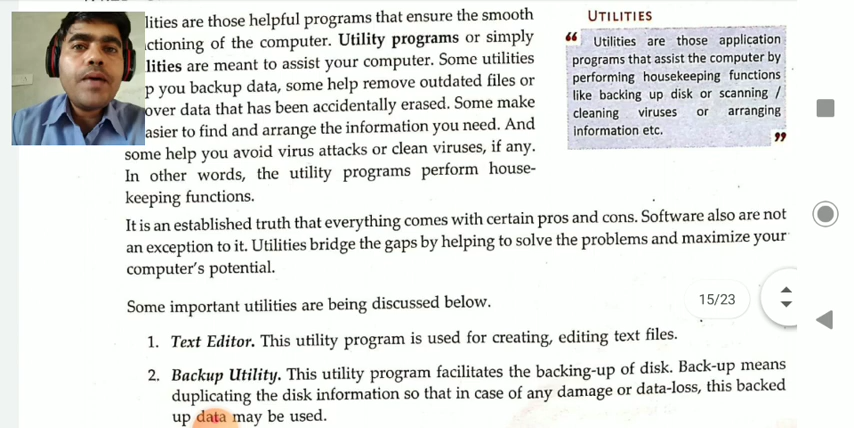 lities are those helpful programs that ensure the smooth
ctioning of the computer. Utility programs or simply
lities are meant to assist your computer. Some utilities
p you backup data, some help remove outdated files or
over data that has been accidentally erased. Some make
asier to find and arrange the information you need. And
some help you avoid virus attacks or clean viruses, if any.
In other words, the utility programs perform house-
keeping functions.
UTILITIES
“ Utilities are those application
programs that assist the computer by
performing housekeeping functions
like backing up disk or scanning /
cleaning viruses or arranging
information etc. ”
It is an established truth that everything comes with certain pros and cons. Software also are not
an exception to it. Utilities bridge the gaps by helping to solve the problems and maximize your
computer's potential.
Some important utilities are being discussed below.
15/23
1. Text Editor. This utility program is used for creating, editing text files.
2. Backup Utility. This utility program facilitates the backing-up of disk. Back-up means
duplicating the disk information so that in case of any damage or data-loss, this backed
up data may be used.